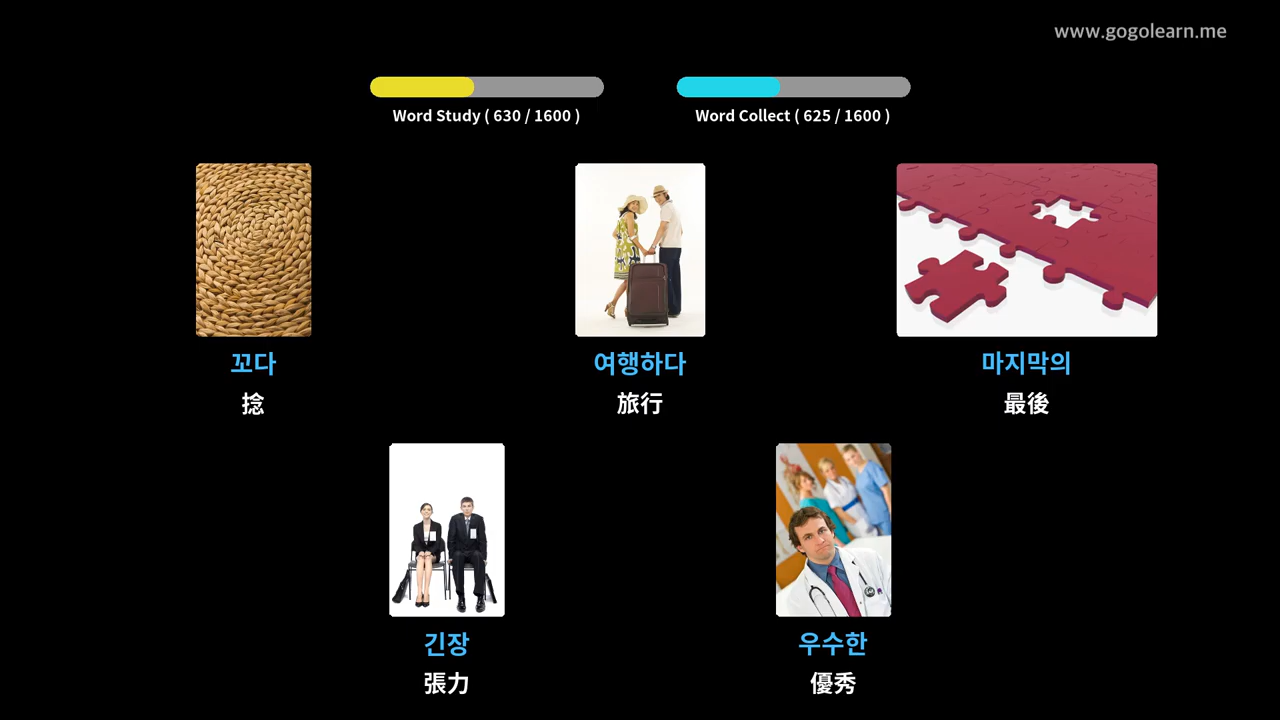 www.gogolearn.me
Word Study ( 630 / 1600 )
Word Collect ( 625 / 1600 )
꼬다
捻
여행하다
旅行
마지막의
最後
긴장
張力
우수한
優秀